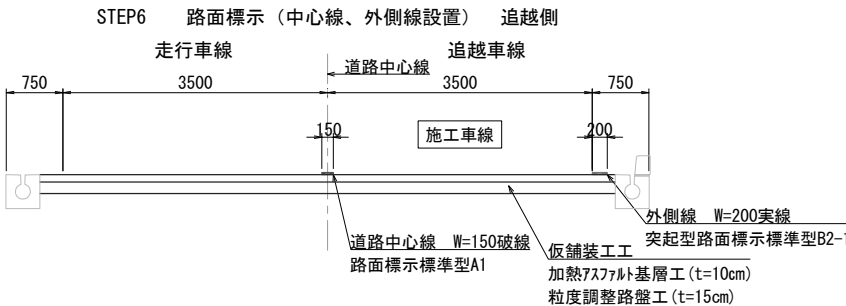 STEP6 路面標示（中心線、外側線設置） 追越側
走行車線 追越車線
道路中心線
750 3500 3500 750
150 施工車線 200
外側線 W=200実線
突起型路面標示標準型B2-1
道路中心線 W=150破線
路面標示標準型A1
仮舗装工工
加熱ｱｽﾌｧﾙﾄ基層工(t=10cm)
粒度調整路盤工(t=15cm)